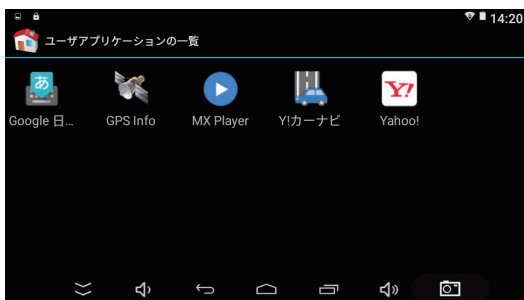 14:20
ユーザアプリケーションの一覧
あ
Y!
Google 日...
GPS Info
MX Player
Y!カーナビ
Yahoo!